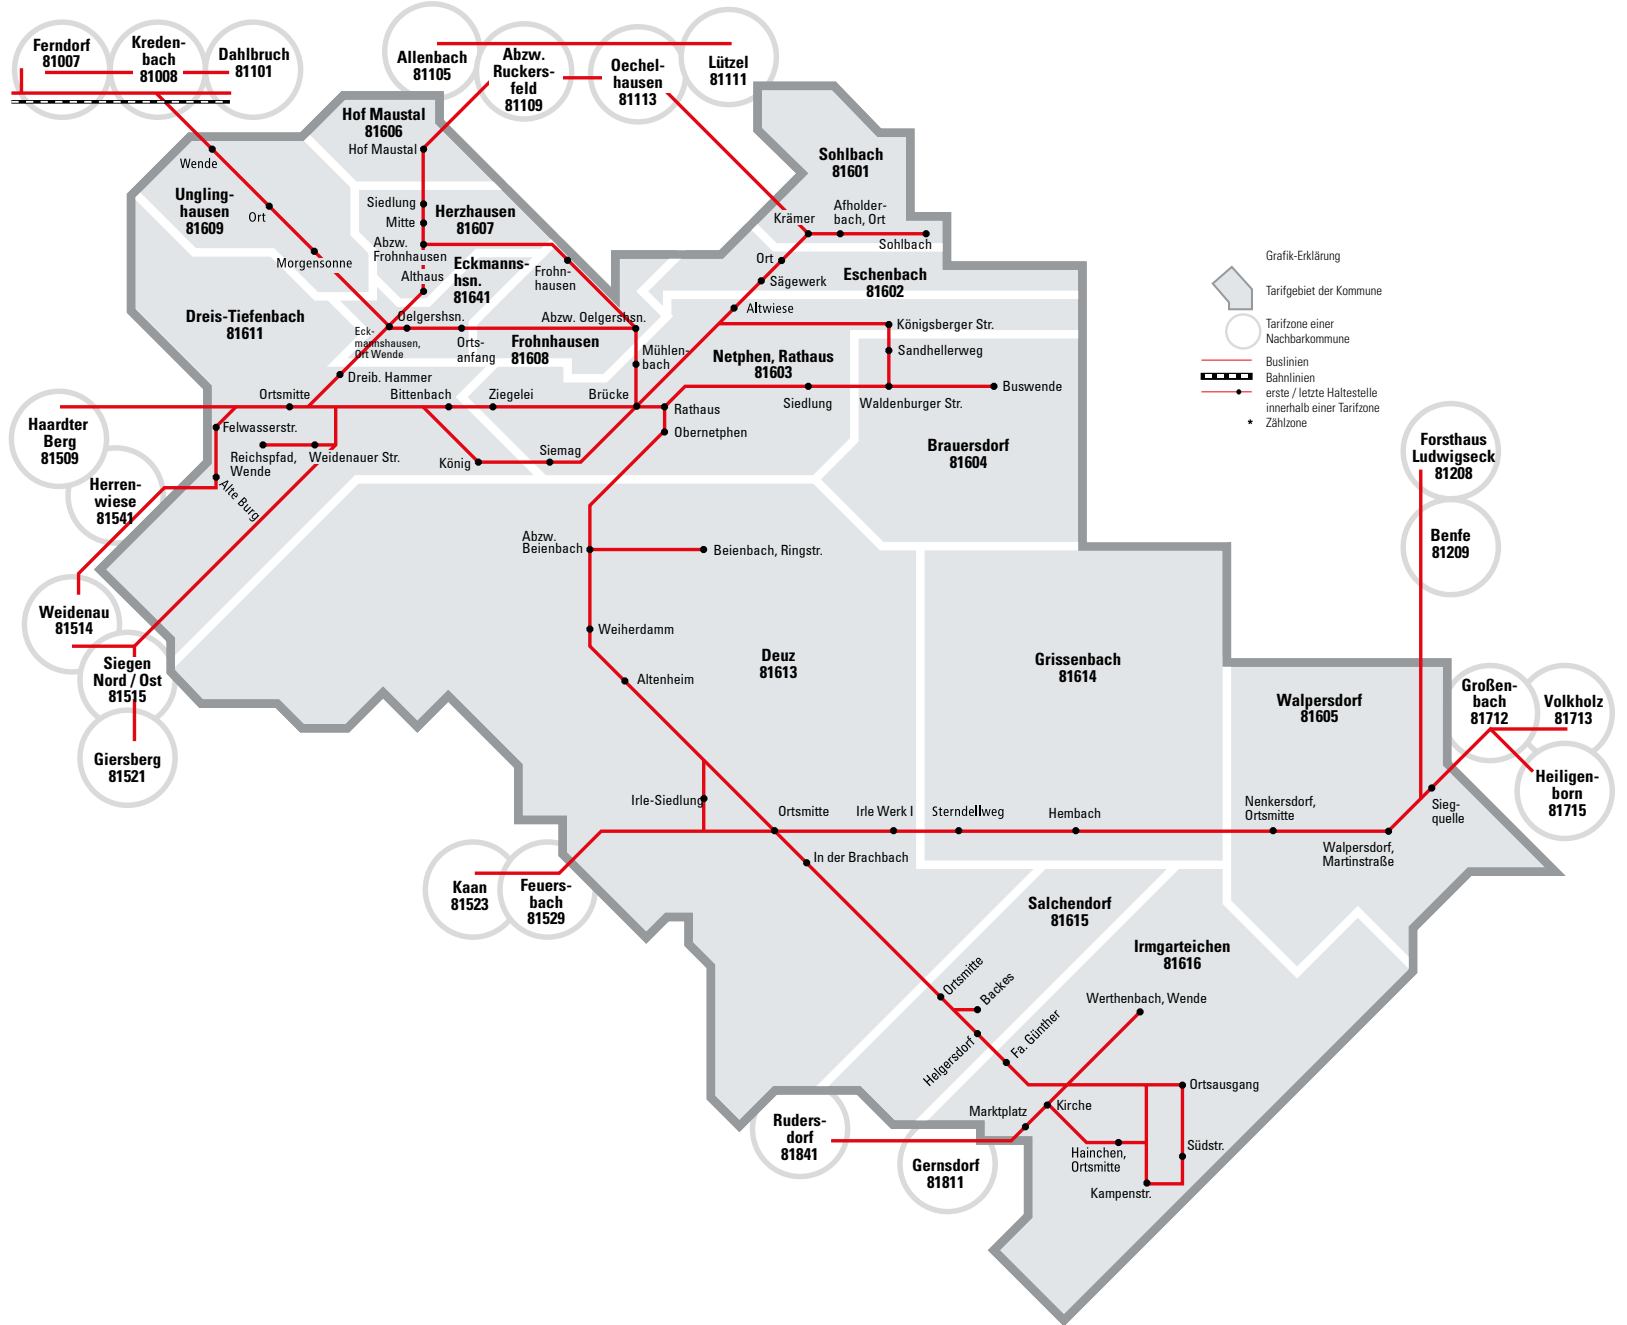 Ferndorf
81007
Kreden-
bach
81008
Dahlbruch
81101
Allenbach
81105
Abzw.
Ruckers-
feld
81109
Oechel-
hausen
81113
Lützel
81111
Hof Maustal
81606
Hof Maustal
Wende
Ungling-
hausen
81609
Ort
Morgensonne
Siedlung
Mitte
Abzw.
Frohnhausen
Althaus
Herzhausen
81607
Eckmanns-
hsn.
81641
Frohn-
hausen
Sohlbach
81601
Krämer
Afholder-
bach, Ort
Sohlbach
Ort
Sägewerk
Altwiese
Eschenbach
81602
Dreis-Tiefenbach
81611
Oelgershsn.
Eck-
mannshausen,
Ort Wende
Orts-
anfang
Abzw. Oelgershsn.
Frohnhausen
81608
Mühlen-
bach
Königsberger Str.
Sandhellerweg
Netphen, Rathaus
81603
Siedlung
Waldenburger Str.
Buswende
Dreib. Hammer
Ortsmitte
Bittenbach
Ziegelei
Brücke
Rathaus
Obernetphen
Felwasserstr.
Reichspfad,
Wende
Weidenauer Str.
König
Siemag
Alte Burg
Brauersdorf
81604
Haardter
Berg
81509
Herren-
wiese
81541
Weidenau
81514
Siegen
Nord / Ost
81515
Giersberg
81521
Abzw.
Beienbach
Beienbach, Ringstr.
Weiherdamm
Altenheim
Deuz
81613
Grissenbach
81614
Walpersdorf
81605
Irle-Siedlung
Ortsmitte
Irle Werk I
Sterndellweg
Hembach
Nenkersdorf,
Ortsmitte
Walpersdorf,
Martinstraße
Sieg-
quelle
In der Brachbach
Kaan
81523
Feuers-
bach
81529
Salchendorf
81615
Irmgarteichen
81616
Ortsmitte
Backes
Helgersdorf
Fa. Günther
Werthenbach, Wende
Ortsausgang
Marktplatz
Kirche
Hainchen,
Ortsmitte
Südstr.
Kampenstr.
Ruders-
dorf
81841
Gernsdorf
81811
Forsthaus
Ludwigseck
81208
Benfe
81209
Großen-
bach
81712
Volkholz
81713
Heiligen-
born
81715
Grafik-Erklärung
Tarifgebiet der Kommune
Tarifzone einer
Nachbarkommune
Buslinien
Bahnlinien
erste / letzte Haltestelle
innerhalb einer Tarifzone
* Zählzone